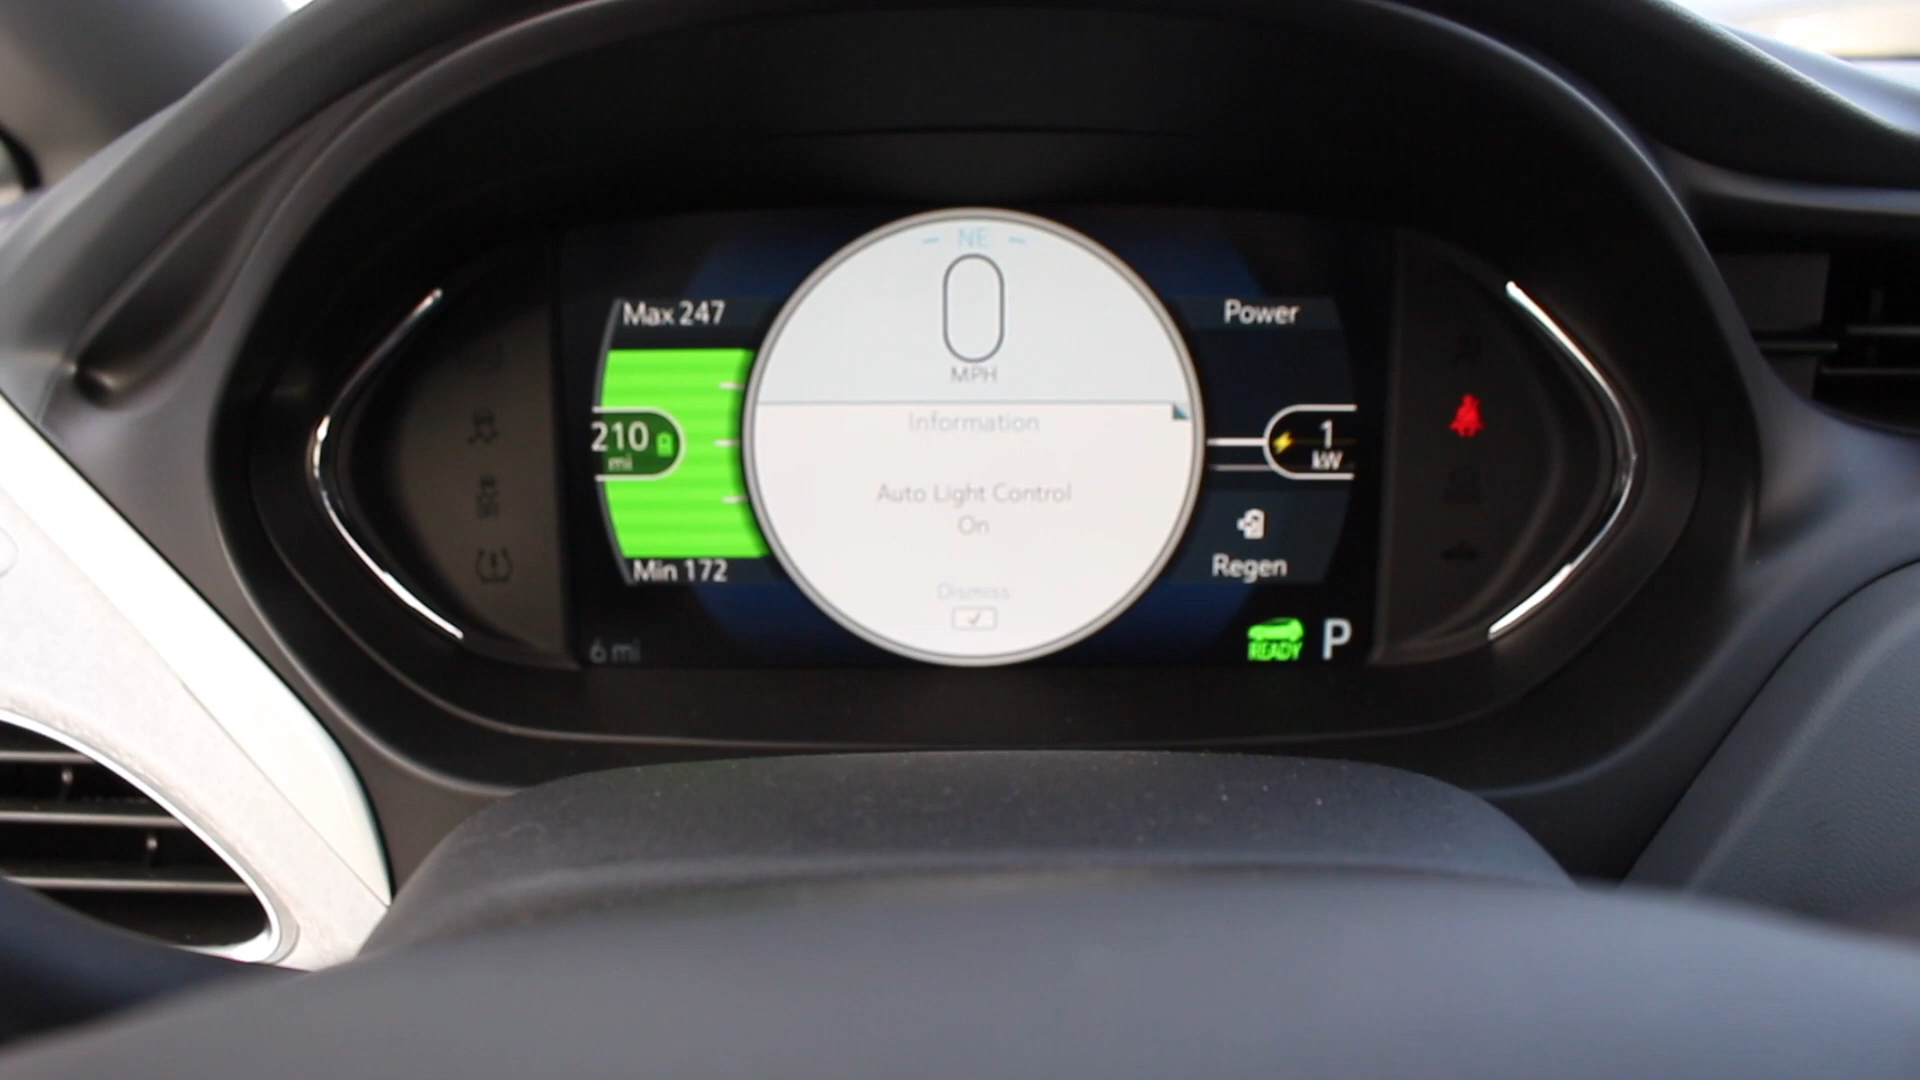 NE
0
MPH
Max 247
210
mi
Min 172
6 mi
Information
Auto Light Control
On
Dismiss
Power
1
kW
Regen
READY
P